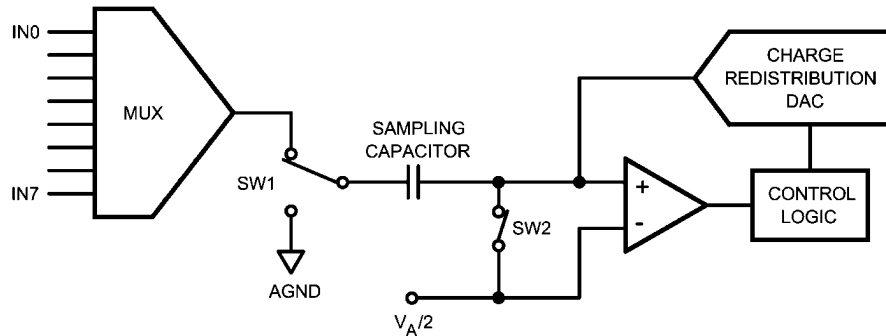 IN0
MUX
IN7
SW1
AGND
SAMPLING
CAPACITOR
SW2
V_A/2
+
-
CHARGE
REDISTRIBUTION
DAC
CONTROL
LOGIC